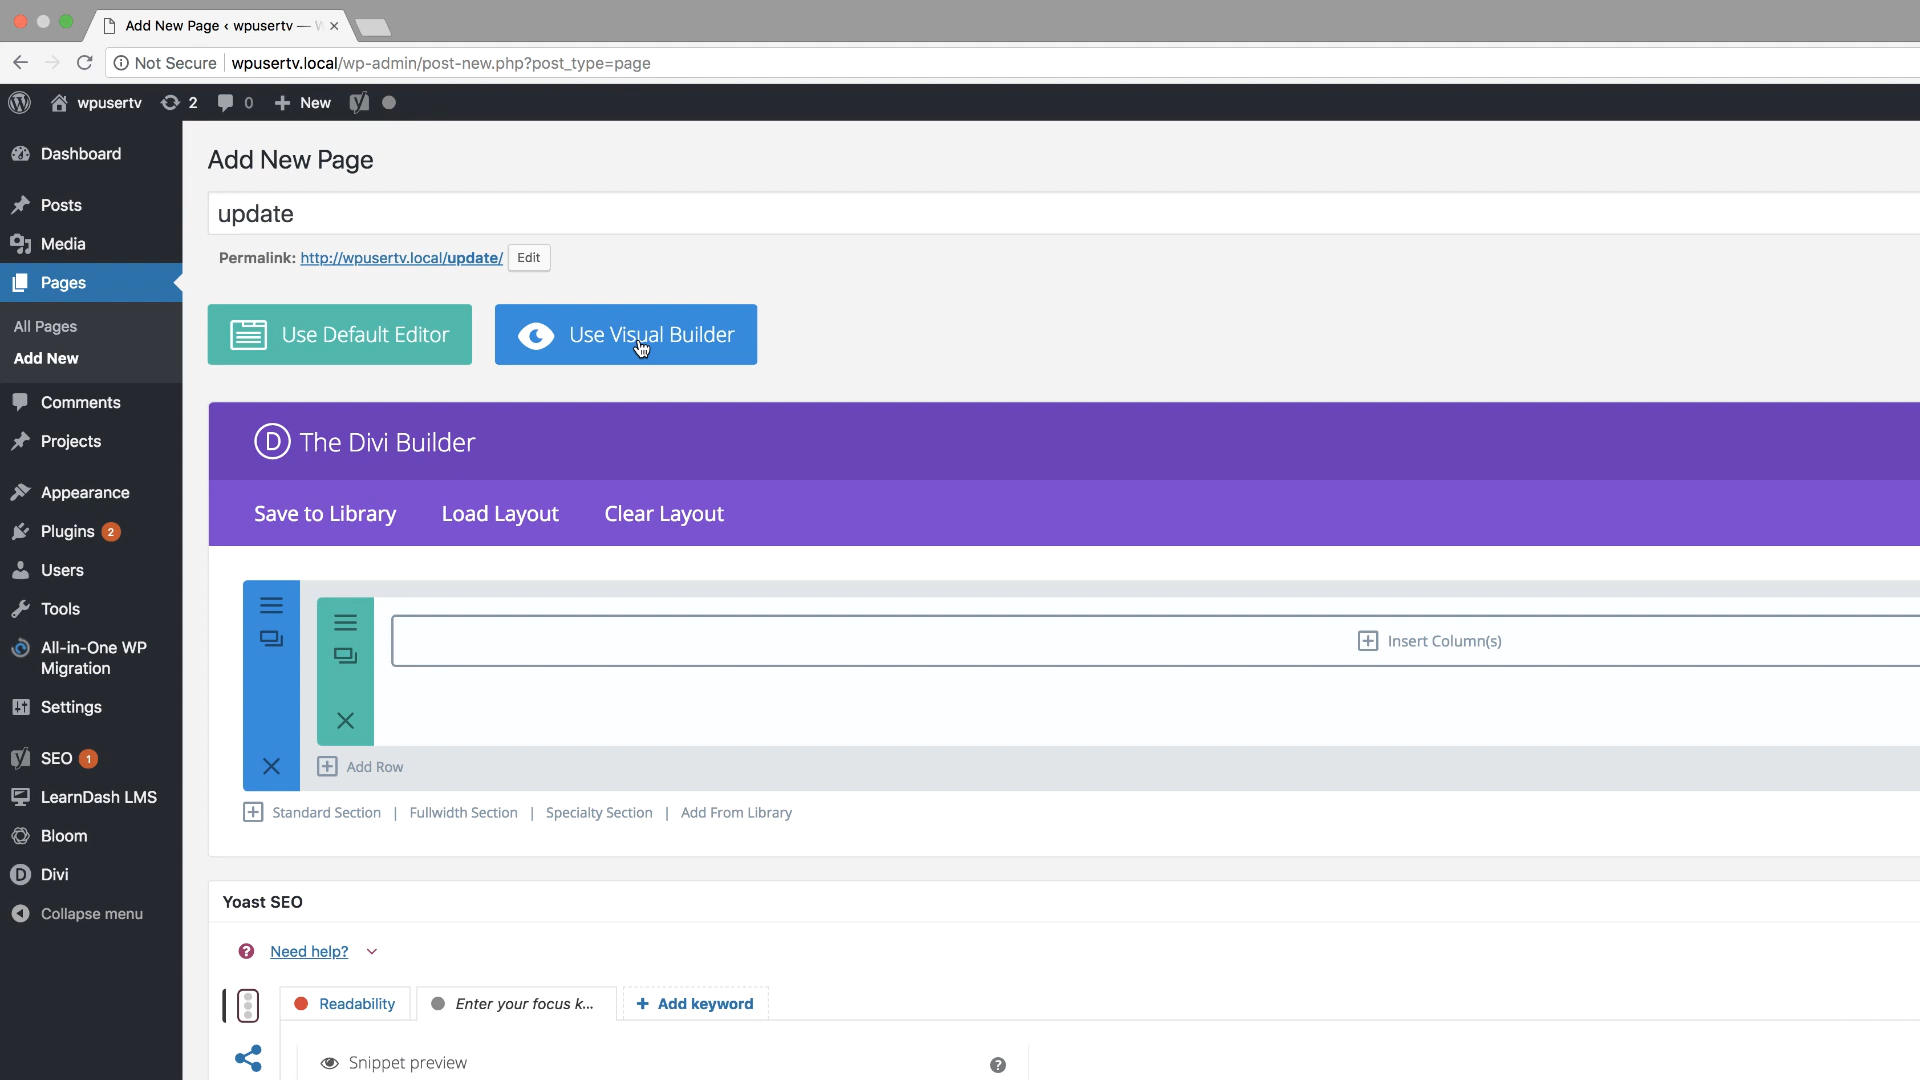 Add New Page ‹ wpusertv —
Not Secure
wpusertv.local/wp-admin/post-new.php?post_type=page
wpusertv
2
0
New
Dashboard
Posts
Media
Pages
All Pages
Add New
Comments
Projects
Appearance
Plugins 2
Users
Tools
All-in-One WP
Migration
Settings
SEO 1
LearnDash LMS
Bloom
Divi
Collapse menu
Add New Page
update
Permalink: http://wpusertv.local/update/ Edit
Use Default Editor
Use Visual Builder
D The Divi Builder
Save to Library
Load Layout
Clear Layout
Insert Column(s)
Add Row
Standard Section | Fullwidth Section | Specialty Section | Add From Library
Yoast SEO
? Need help?
Readability
Enter your focus k...
+ Add keyword
Snippet preview
?